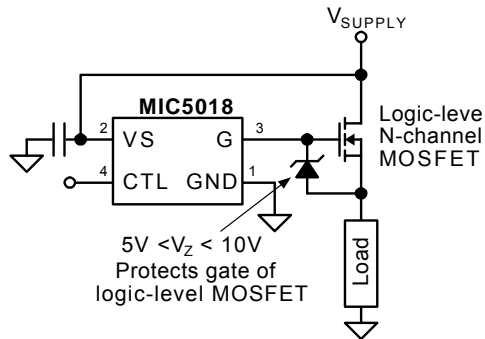 VSUPPLY
MIC5018
2 VS G 3
4 CTL GND 1
Logic-leve
N-channel
MOSFET
5V <VZ < 10V
Protects gate of
logic-level MOSFET
Load